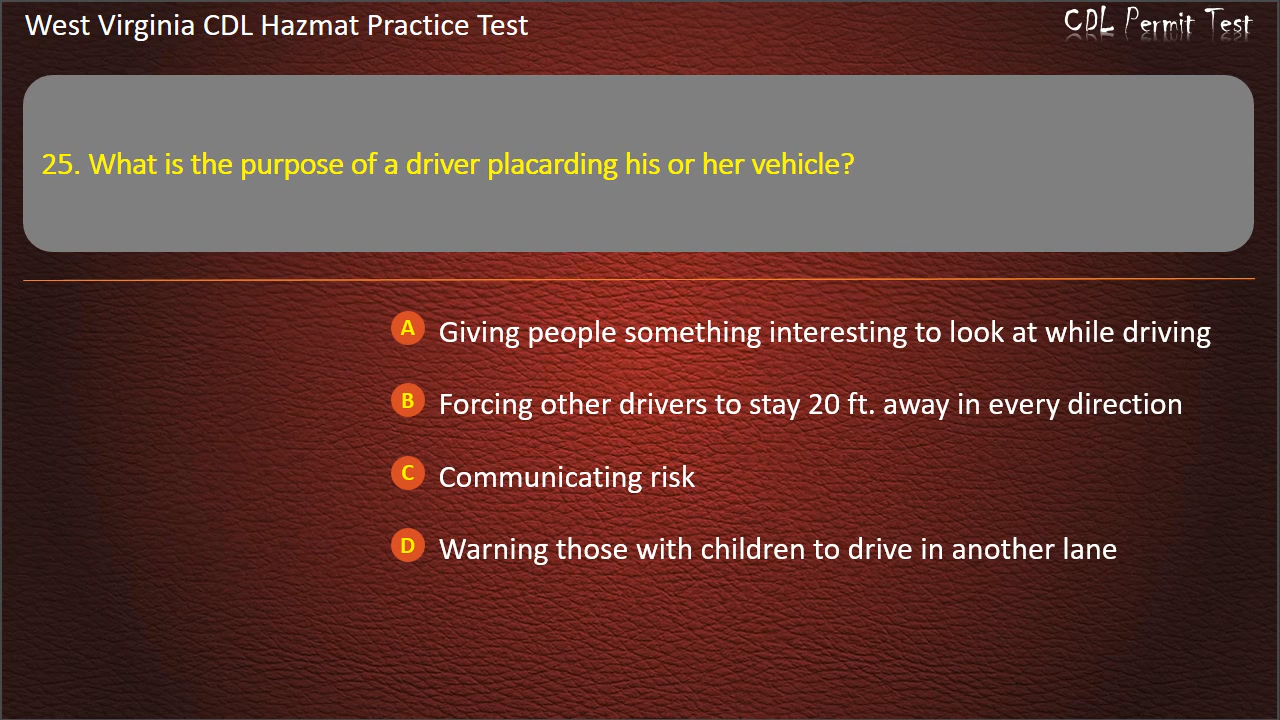 West Virginia CDL Hazmat Practice Test
CDL Permit Test
25. What is the purpose of a driver placarding his or her vehicle?
A Giving people something interesting to look at while driving
B Forcing other drivers to stay 20 ft. away in every direction
C Communicating risk
D Warning those with children to drive in another lane